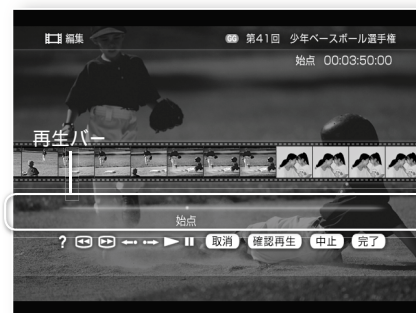 編集 GG 第41回 少年ベースボール選手権
始点 00:03:50:00
再生バー
始点
? 取消 確認再生 中止 完了